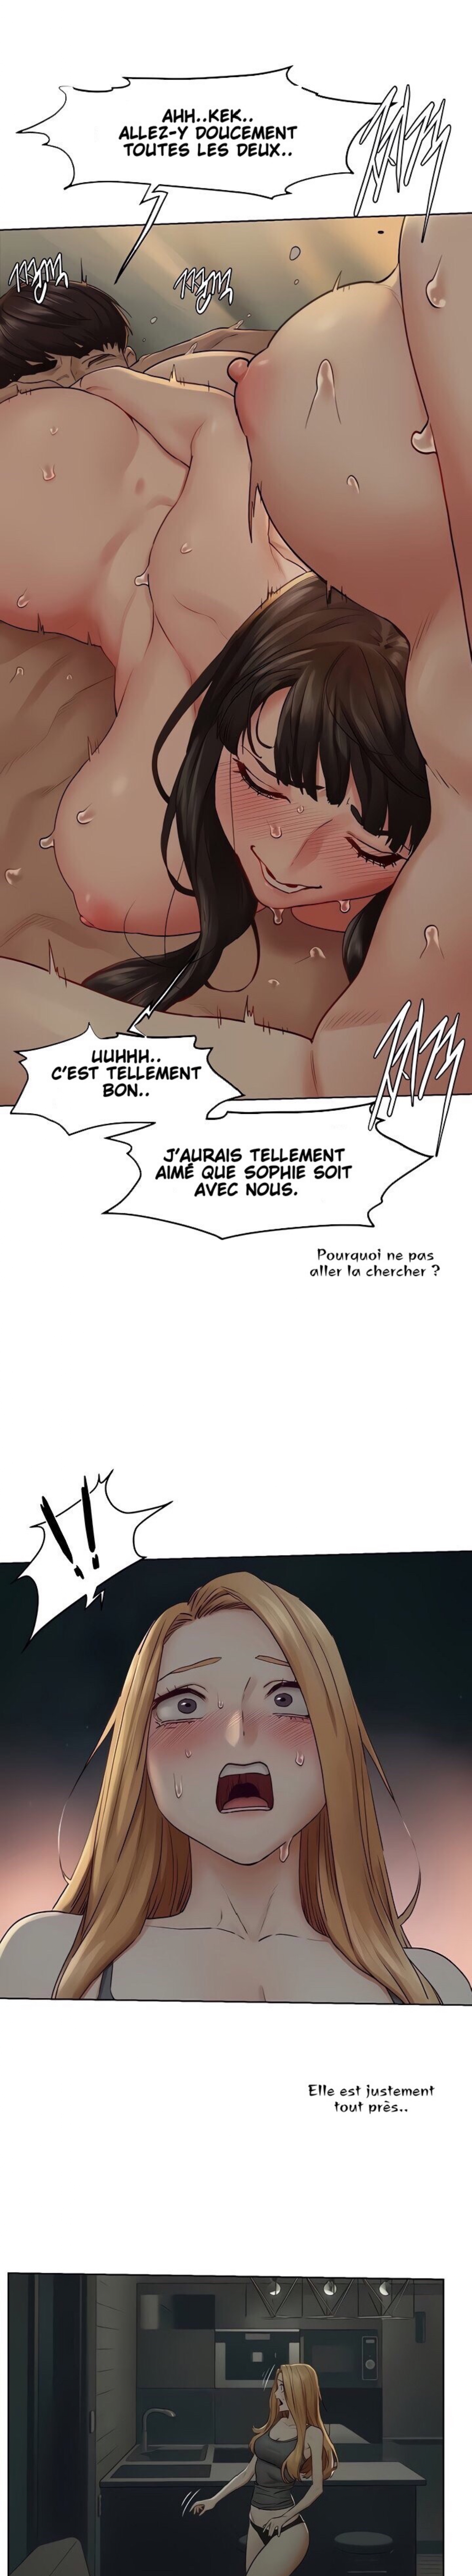 AHH..KEK..
ALLEZ-Y DOUCEMENT
TOUTES LES DEUX..
UUHHH..
C'EST TELLEMENT
BON..
J'AURAIS TELLEMENT
AIMÉ QUE SOPHIE SOIT
AVEC NOUS.
Pourquoi ne pas
aller la chercher ?
!!
Elle est justement
tout près..